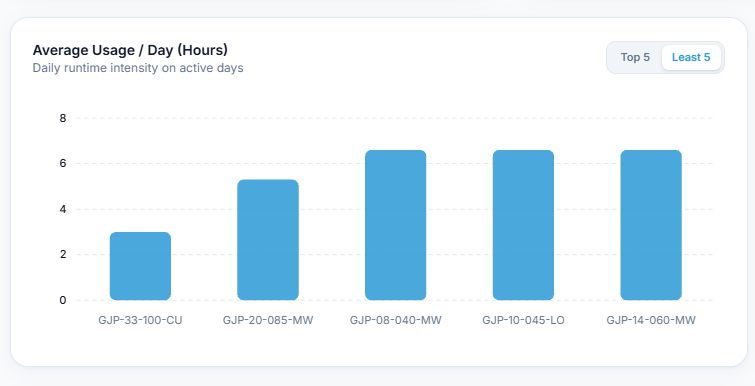 Average Usage / Day (Hours)
Daily runtime intensity on active days
Top 5 Least 5
8
6
4
2
0
GJP-33-100-CU GJP-20-085-MW GJP-08-040-MW GJP-10-045-LO GJP-14-060-MW